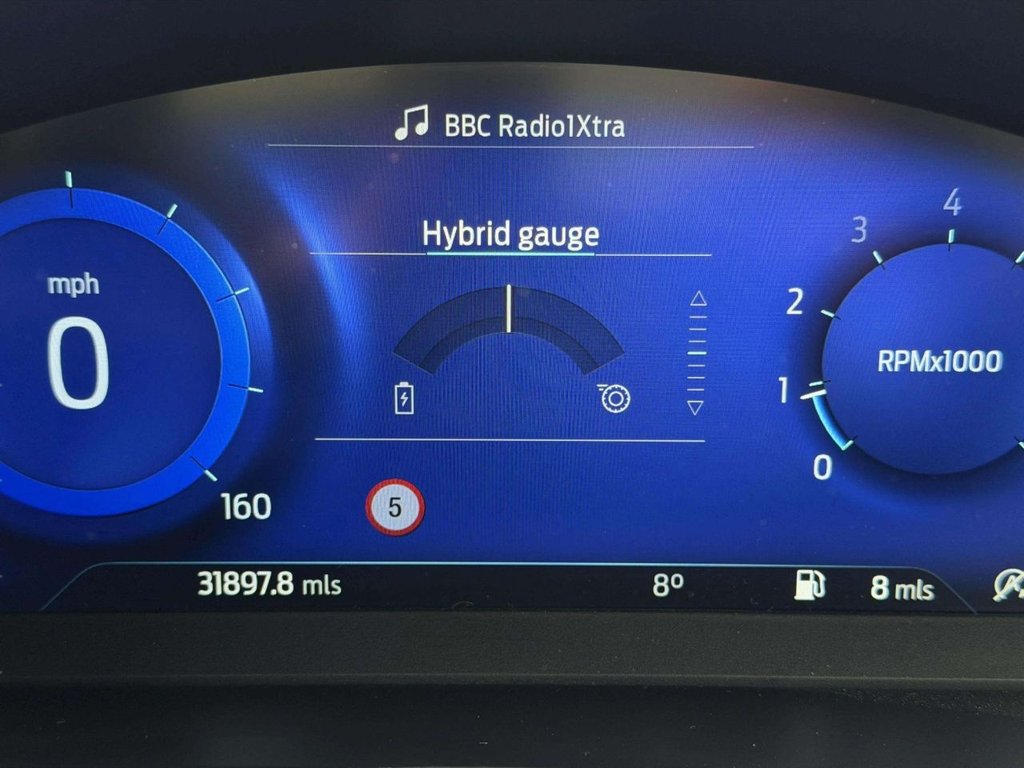 BBC Radio1Xtra
Hybrid gauge
mph
0
160
5
4
3
2
1
0
RPMx1000
31897.8 mls
8º
8 mls